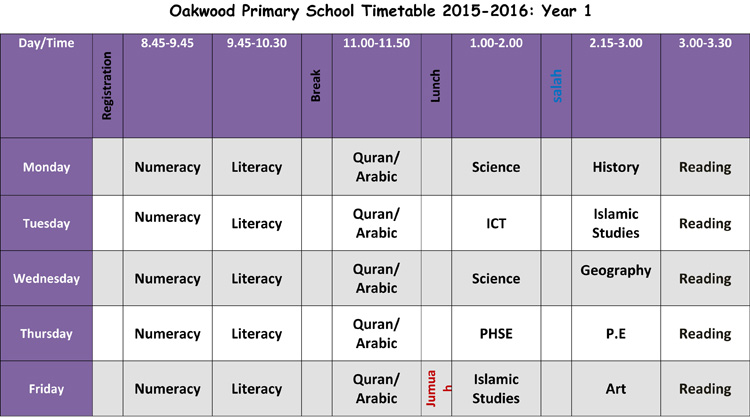 Oakwood Primary School Timetable 2015-2016: Year 1
Day/Time Registration 8.45-9.45 9.45-10.30 Break 11.00-11.50 Lunch 1.00-2.00 salah 2.15-3.00 3.00-3.30
Monday Numeracy Literacy Quran/ Science History Reading
Arabic
Tuesday Numeracy Literacy Quran/ ICT Islamic Reading
Arabic Studies
Wednesday Numeracy Literacy Quran/ Science Geography Reading
Arabic
Thursday Numeracy Literacy Quran/ PHSE P.E Reading
Arabic
Friday Numeracy Literacy Quran/ Jumua Islamic Art Reading
Arabic h Studies